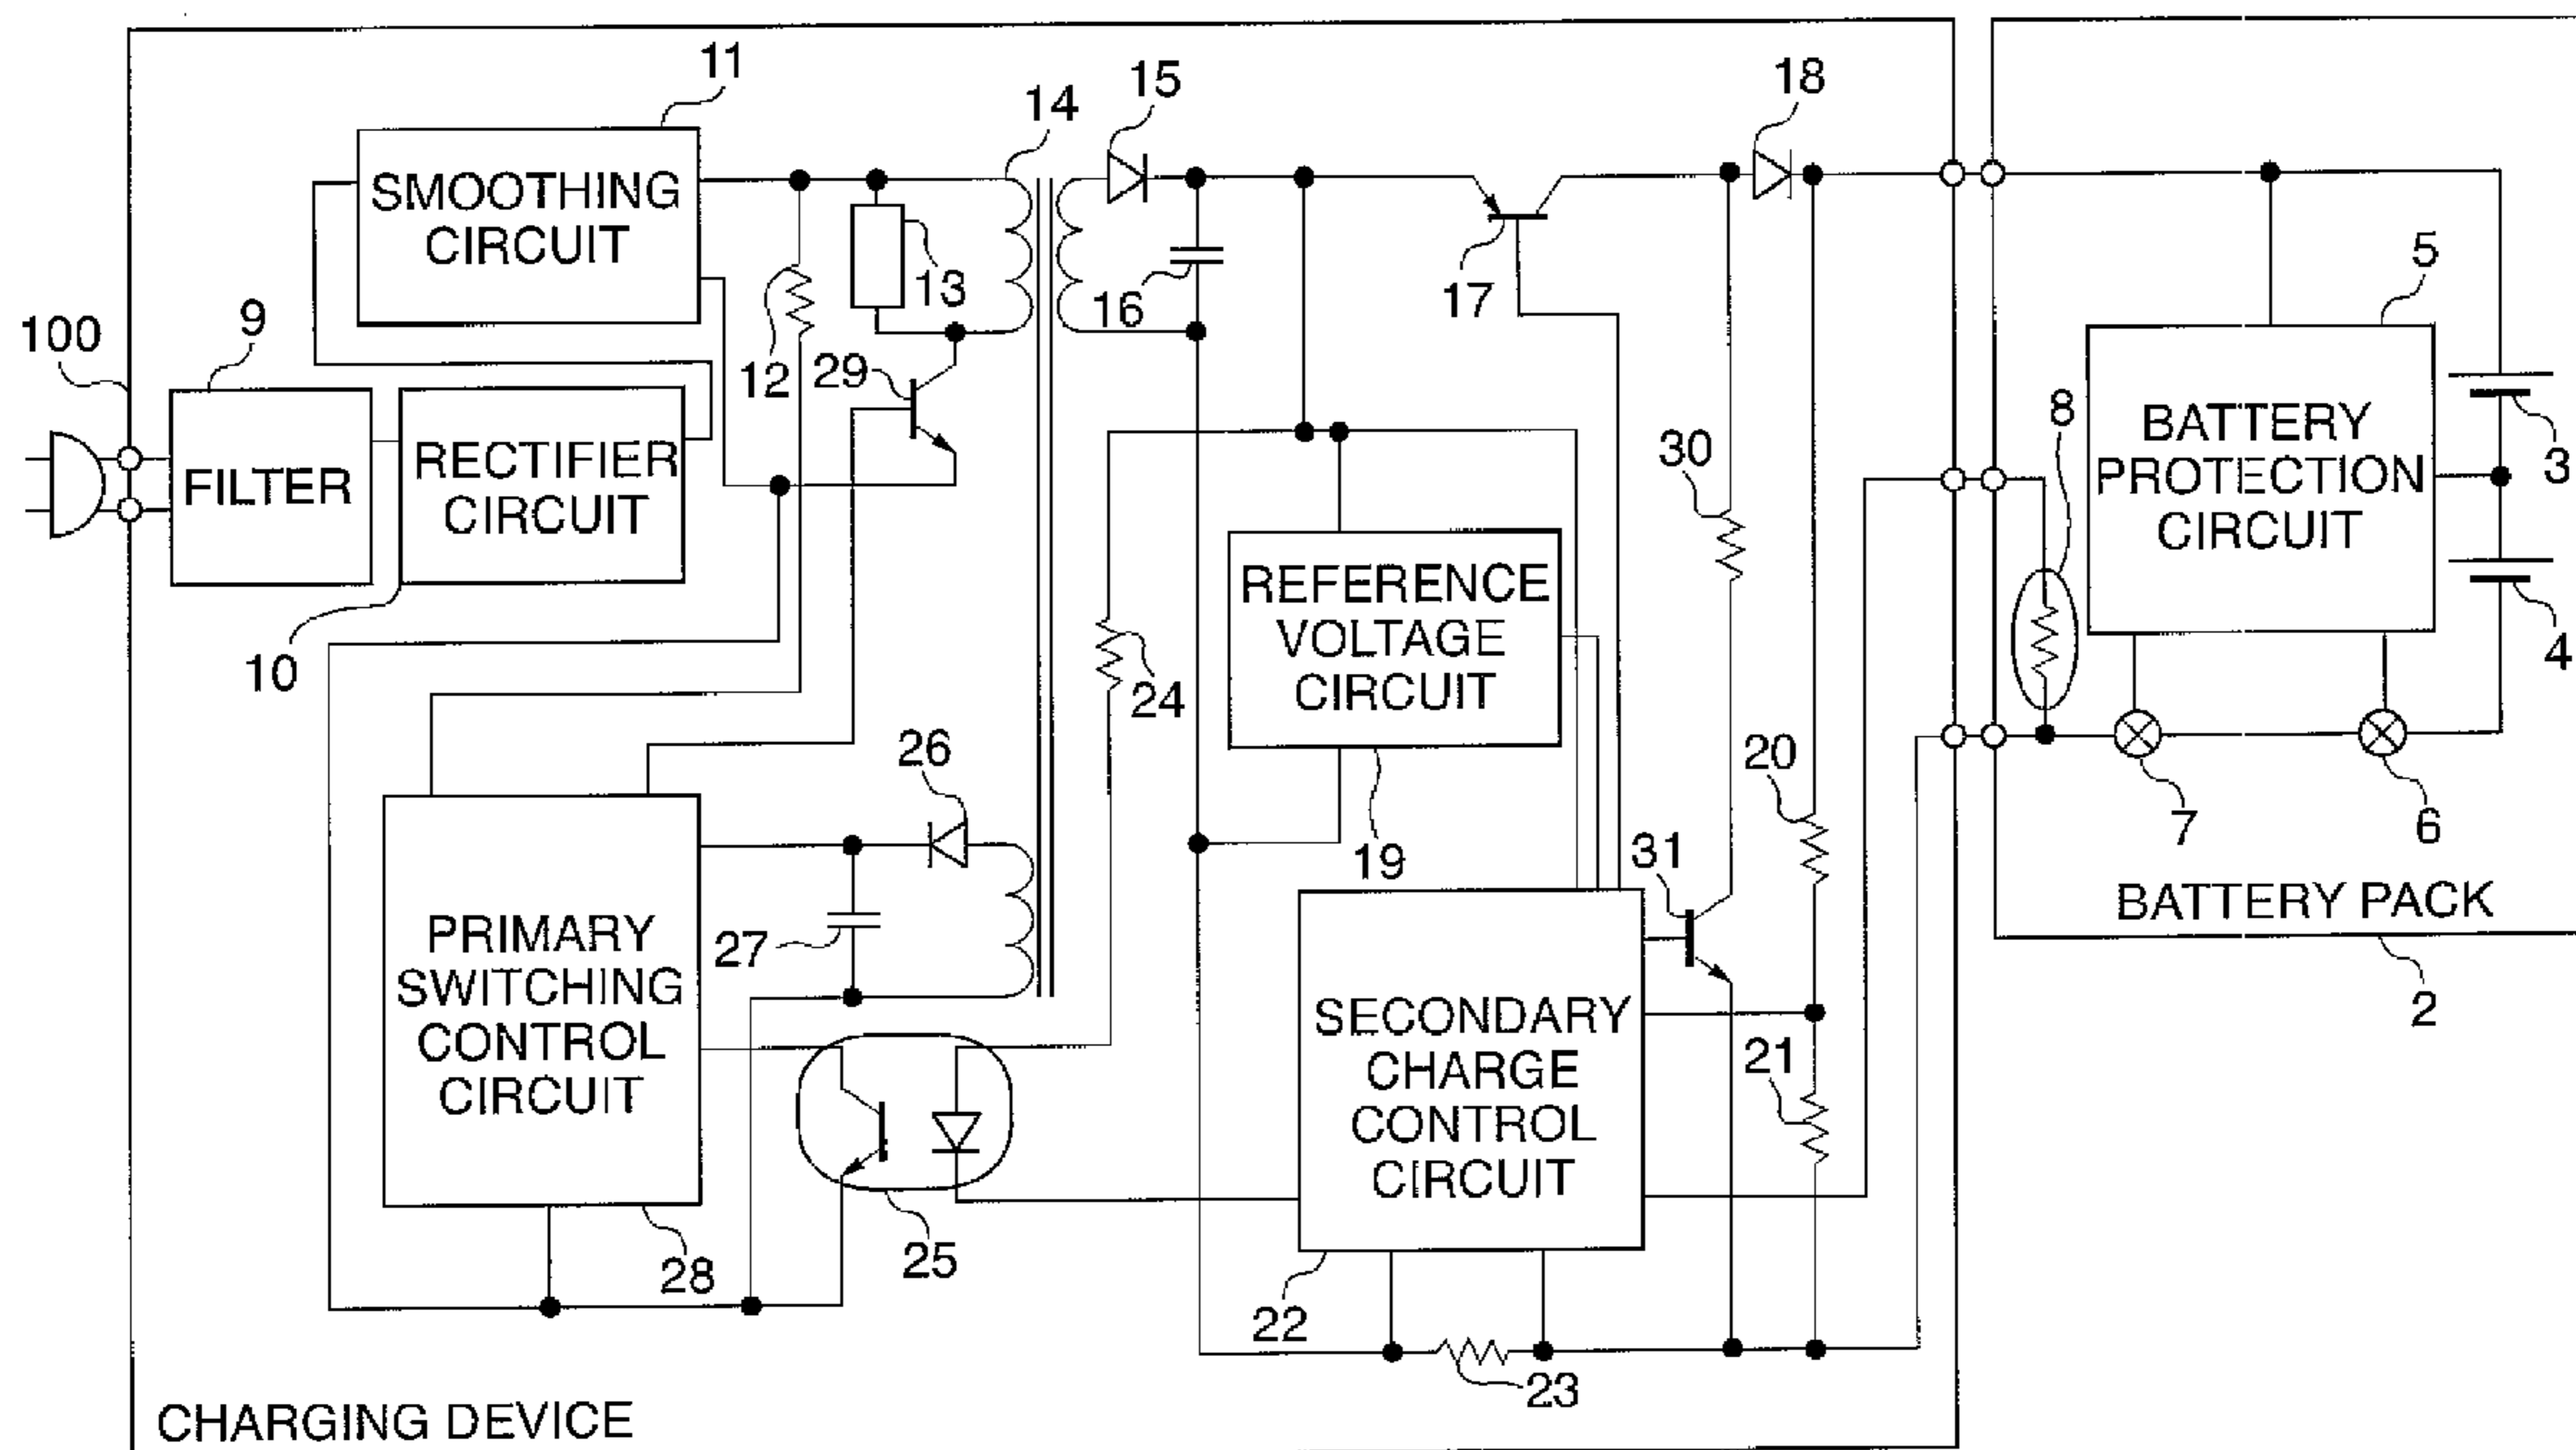 11
14
15
18
SMOOTHING
CIRCUIT
13
16
17
5
100
9
12
29
8
FILTER
RECTIFIER
CIRCUIT
30
BATTERY
PROTECTION
CIRCUIT
3
REFERENCE
VOLTAGE
CIRCUIT
10
24
4
26
20
19
7
6
31
BATTERY PACK
2
27
PRIMARY
SWITCHING
CONTROL
CIRCUIT
SECONDARY
CHARGE
CONTROL
CIRCUIT
21
25
28
22
23
CHARGING DEVICE